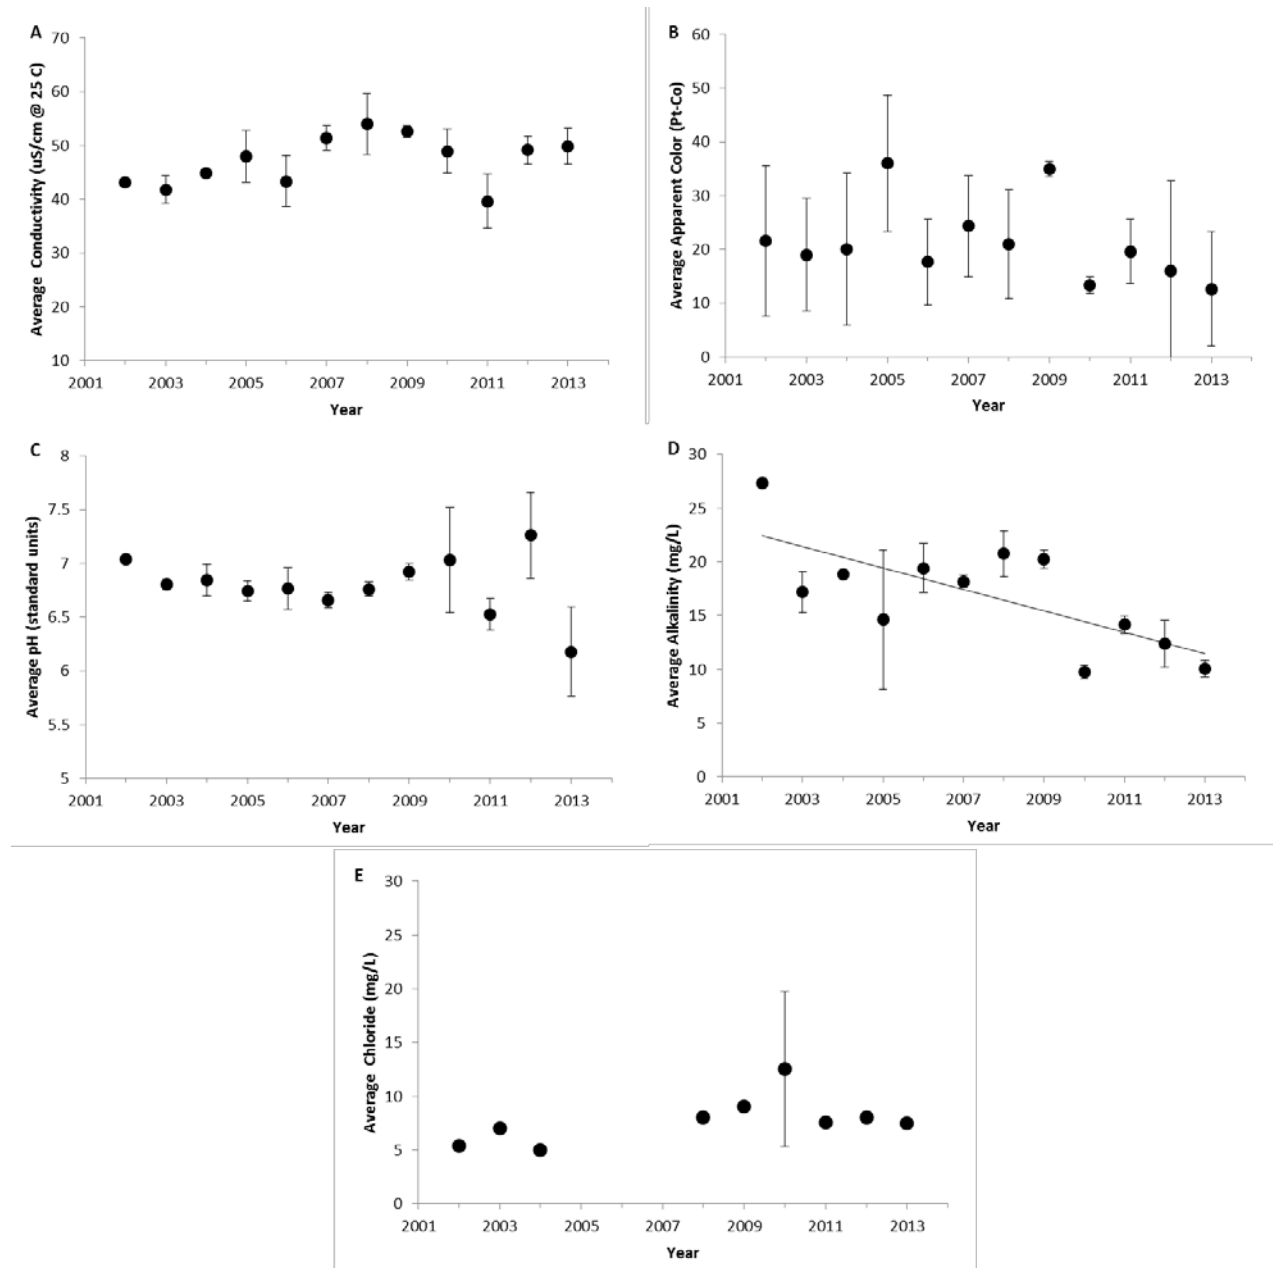 A
70
60
50
40
30
20
10
2001 2003 2005 2007 2009 2011 2013
Average Conductivity (uS/cm @ 25 C)
Year
B
60
50
40
30
20
10
0
2001 2003 2005 2007 2009 2011 2013
Average Apparent Color (Pt-Co)
Year
C
8
7.5
7
6.5
6
5.5
5
2001 2003 2005 2007 2009 2011 2013
Average pH (standard units)
Year
D
30
25
20
15
10
5
0
2001 2003 2005 2007 2009 2011 2013
Average Alkalinity (mg/L)
Year
E
30
25
20
15
10
5
0
2001 2003 2005 2007 2009 2011 2013
Average Chloride (mg/L)
Year